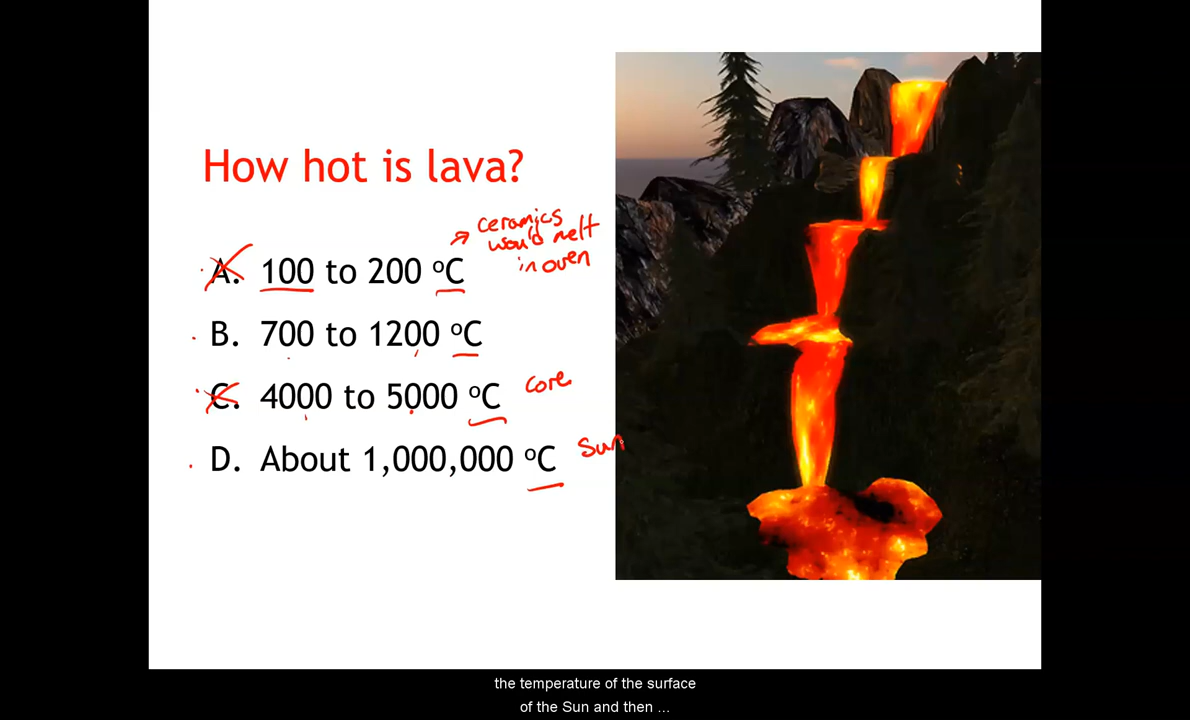 How hot is lava?
ceramics
would melt
in oven
A. 100 to 200 ºC
B. 700 to 1200 ºC
C. 4000 to 5000 ºC core
D. About 1,000,000 ºC Sun
the temperature of the surface
of the Sun and then ...